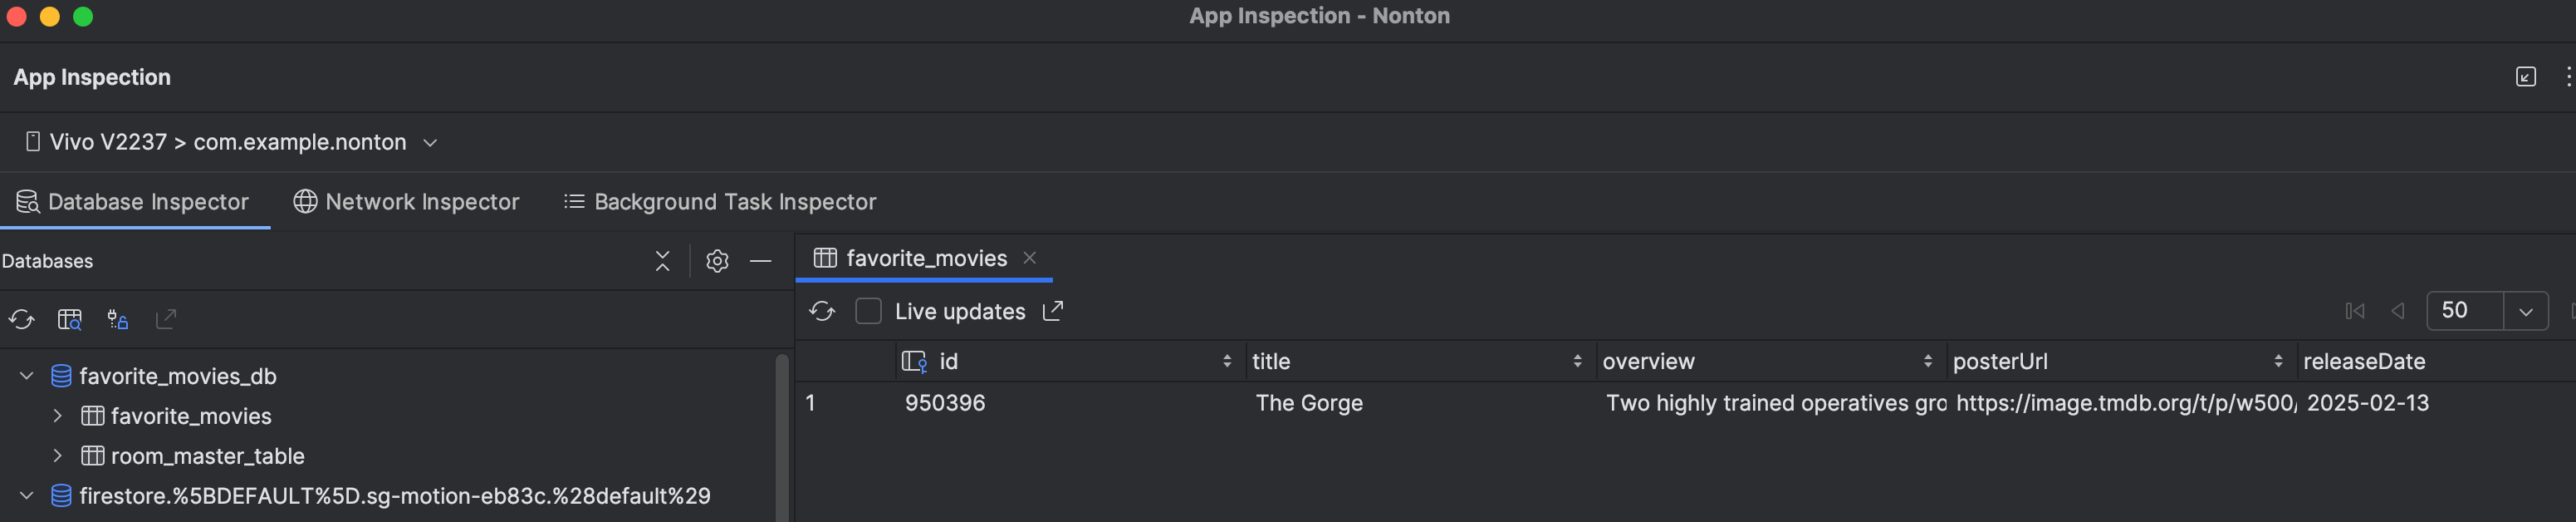 App Inspection - Nonton
App Inspection
Vivo V2237 > com.example.nonton
Database Inspector Network Inspector Background Task Inspector
Databases
favorite_movies
Live updates
50
favorite_movies_db
favorite_movies
room_master_table
firestore.%5BDEFAULT%5D.sg-motion-eb83c.%28default%29
id title overview posterUrl releaseDate
1 950396 The Gorge Two highly trained operatives gro https://image.tmdb.org/t/p/w500/ 2025-02-13